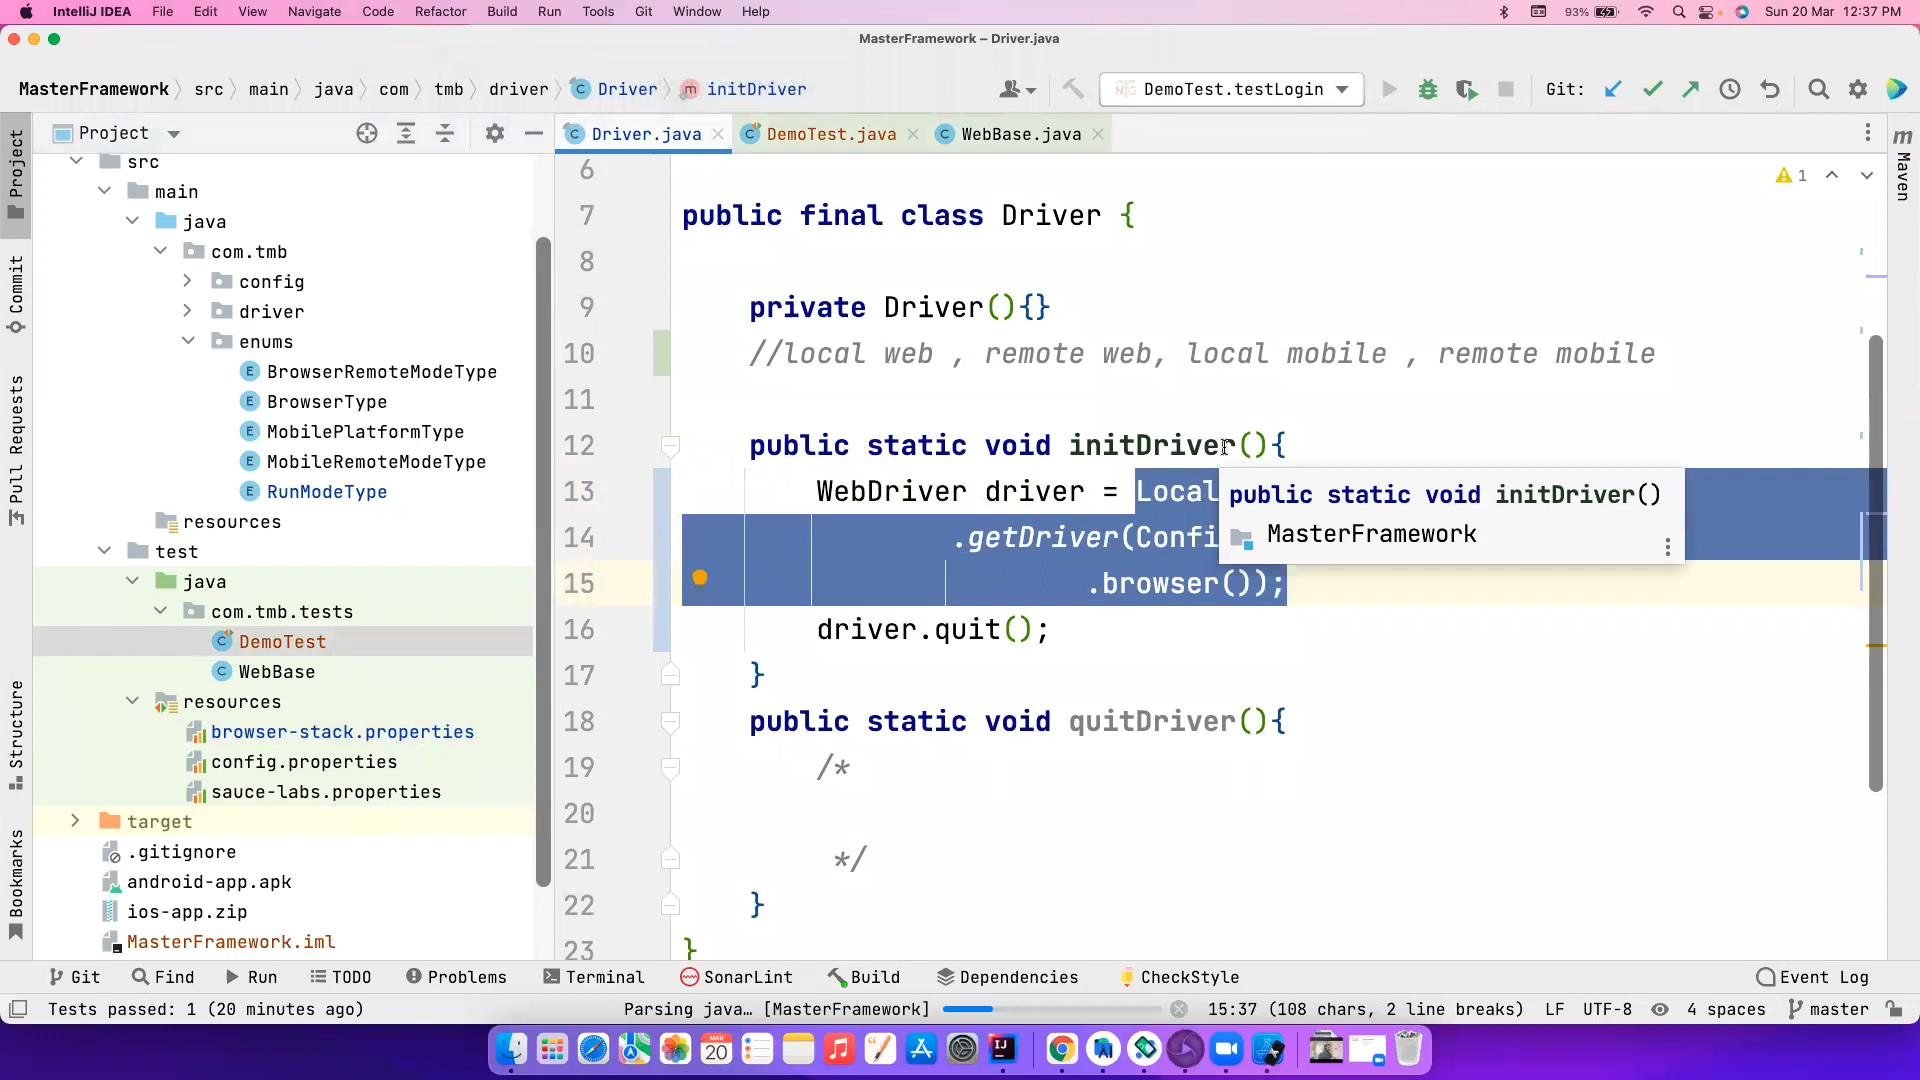 IntelliJ IDEA File Edit View Navigate Code Refactor Build Run Tools Git Window Help 93% Sun 20 Mar 12:37 PM
MasterFramework – Driver.java
MasterFramework src main java com tmb driver Driver initDriver DemoTest.testLogin Git:
Project
Driver.java DemoTest.java WebBase.java
src
main
java
com.tmb
config
driver
enums
BrowserRemoteModeType
BrowserType
MobilePlatformType
MobileRemoteModeType
RunModeType
resources
test
java
com.tmb.tests
DemoTest
WebBase
resources
browser-stack.properties
config.properties
sauce-labs.properties
target
.gitignore
android-app.apk
ios-app.zip
MasterFramework.iml
Project
Commit
Pull Requests
Structure
Bookmarks
6
7 public final class Driver {
8
9 private Driver(){}
10 //local web , remote web, local mobile , remote mobile
11
12 public static void initDriver(){
13 WebDriver driver = Local
14 .getDriver(Confi
15 .browser());
16 driver.quit();
17 }
18 public static void quitDriver(){
19 /*
20
21 */
22 }
23 }
public static void initDriver()
MasterFramework
1
m
Maven
Git Find Run TODO Problems Terminal SonarLint Build Dependencies CheckStyle Event Log
Tests passed: 1 (20 minutes ago) Parsing java… [MasterFramework] 15:37 (108 chars, 2 line breaks) LF UTF-8 4 spaces master
MAR
20
IJ